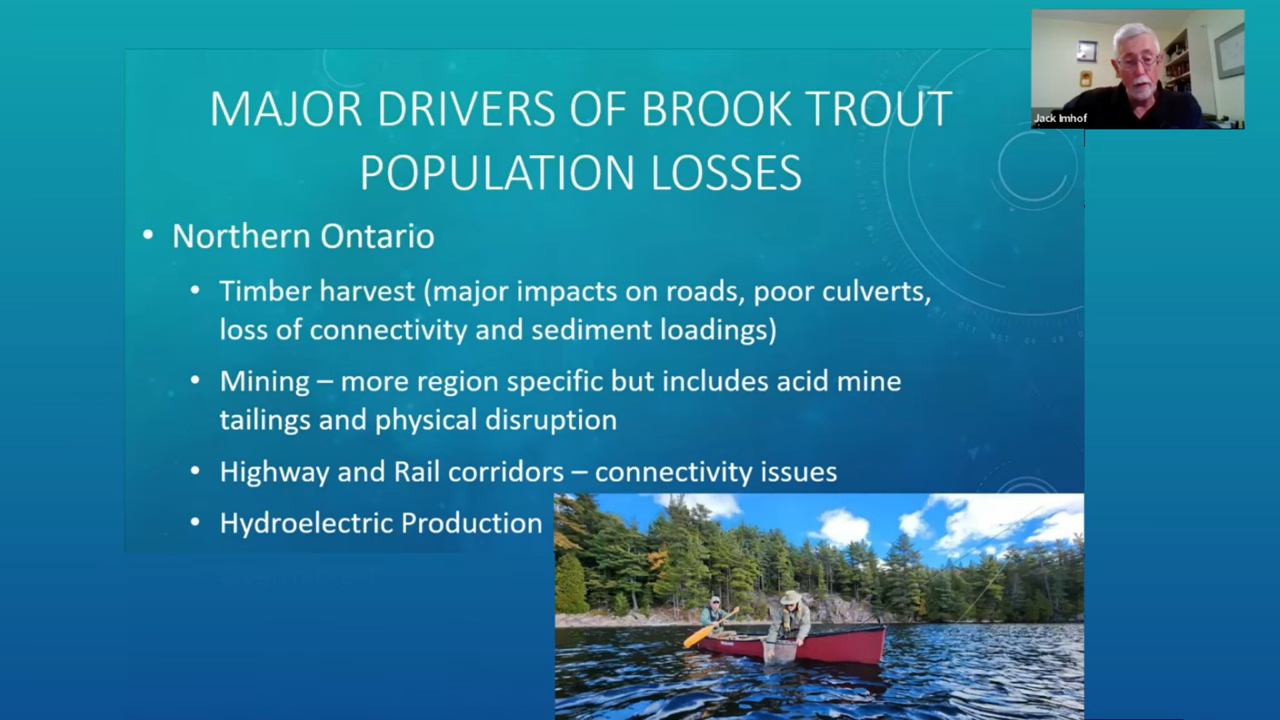 MAJOR DRIVERS OF BROOK TROUT
POPULATION LOSSES
Jack Imhof
• Northern Ontario
• Timber harvest (major impacts on roads, poor culverts,
loss of connectivity and sediment loadings)
• Mining – more region specific but includes acid mine
tailings and physical disruption
• Highway and Rail corridors – connectivity issues
• Hydroelectric Production